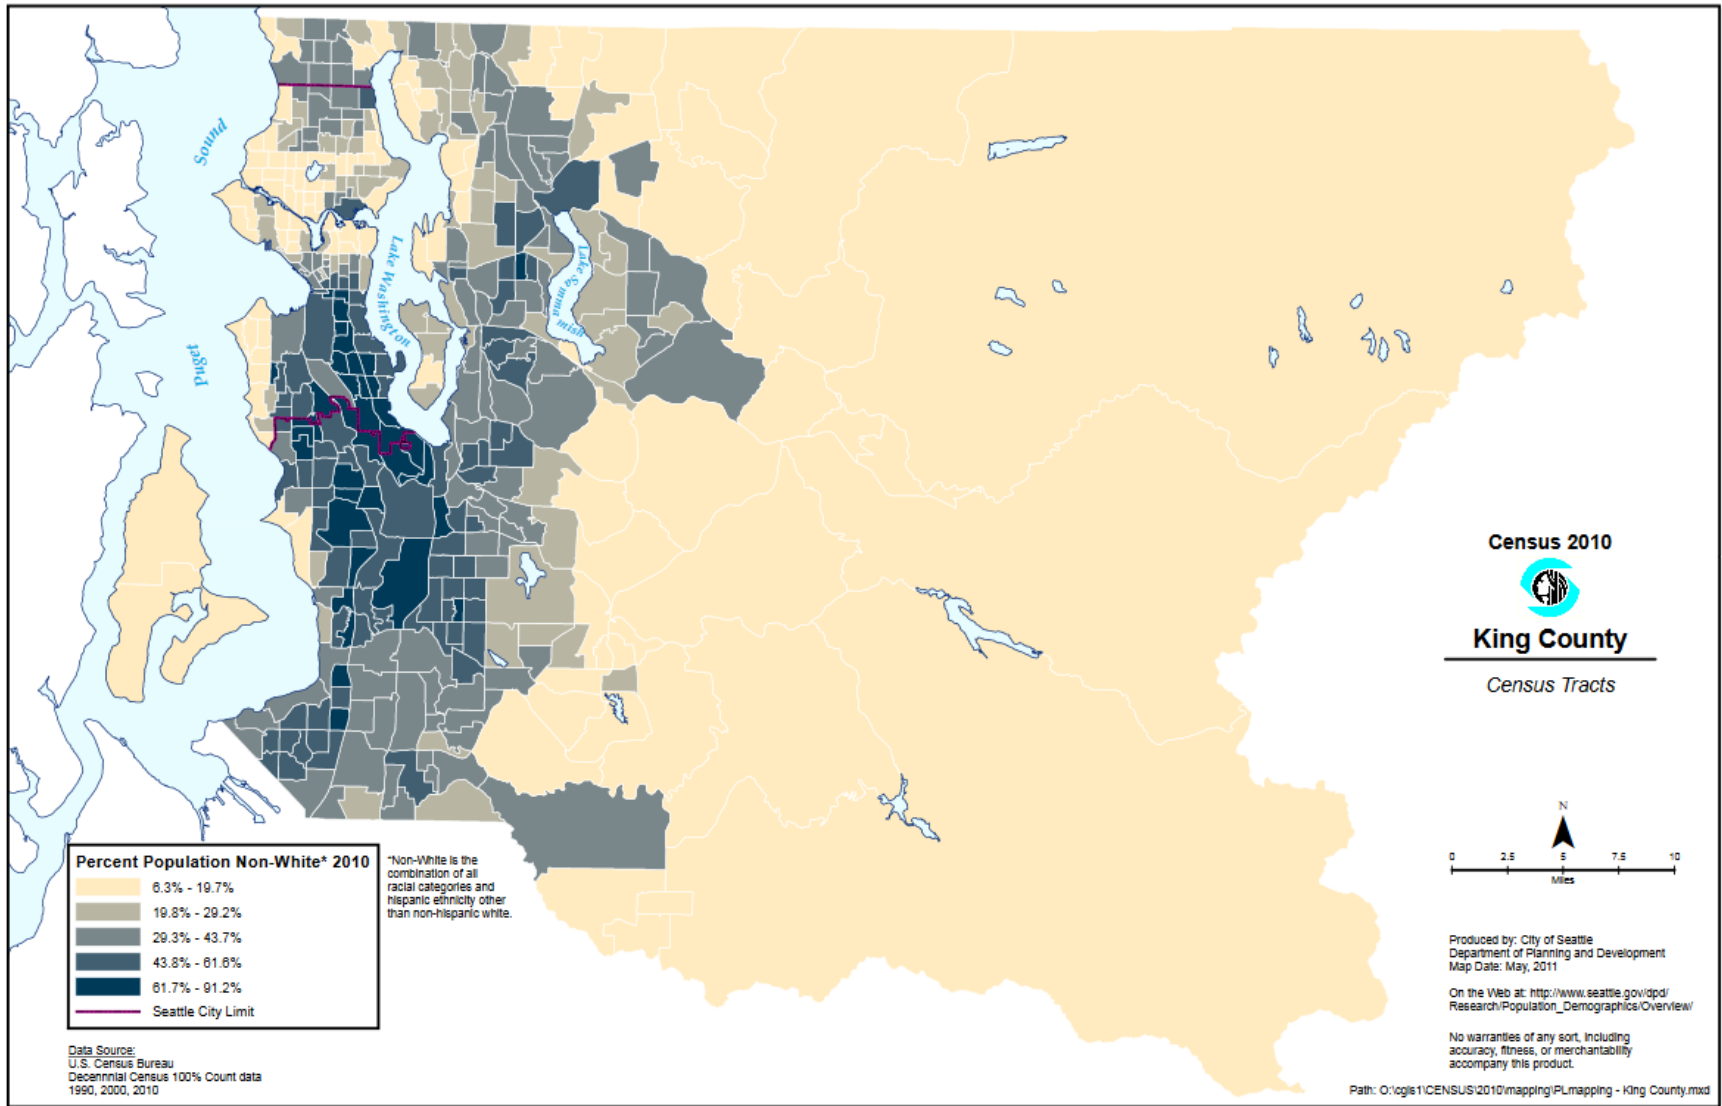 Sound
Puget
Lake Washington
Lake Samma
mish
Census 2010
King County
Census Tracts
N
0 2.5 5 7.5 10
Miles
Percent Population Non-White* 2010
6.3% - 19.7%
19.8% - 29.2%
29.3% - 43.7%
43.8% - 61.6%
61.7% - 91.2%
Seattle City Limit
*Non-White is the
combination of all
racial categories and
hispanic ethnicity other
than non-hispanic white.
Data Source:
U.S. Census Bureau
Decennnial Census 100% Count data
1990, 2000, 2010
Produced by: City of Seattle
Department of Planning and Development
Map Date: May, 2011
On the Web at: http://www.seattle.gov/dpd/
Research/Population_Demographics/Overview/
No warranties of any sort, including
accuracy, fitness, or merchantability
accompany this product.
Path: O:\cgis1\CENSUS\2010\mapping\PLmapping - King County.mxd